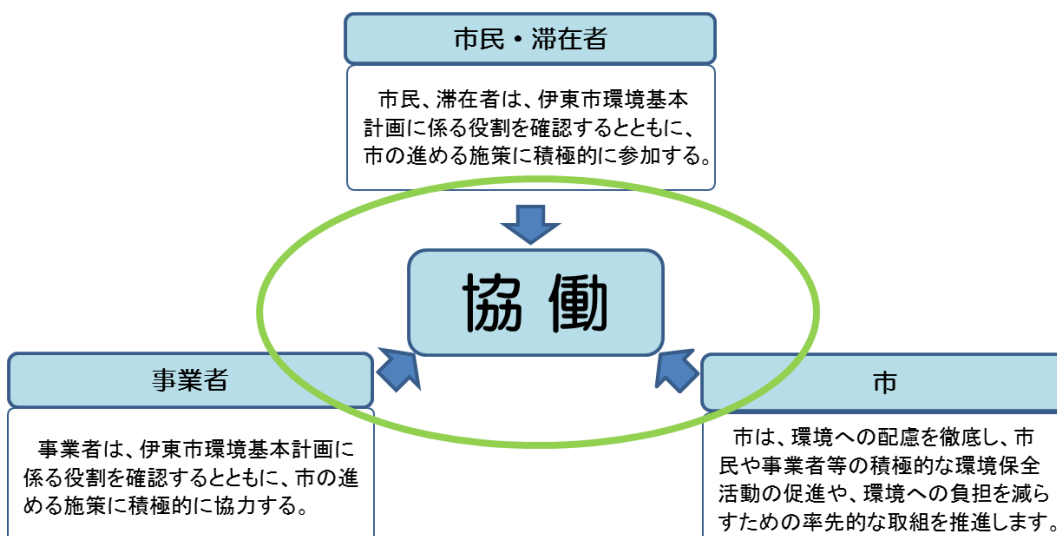 市民・滞在者
市民、滞在者は、伊東市環境基本
計画に係る役割を確認するとともに、
市の進める施策に積極的に参加する。
協働
事業者
事業者は、伊東市環境基本計画に
係る役割を確認するとともに、市の進
める施策に積極的に協力する。
市
市は、環境への配慮を徹底し、市
民や事業者等の積極的な環境保全
活動の促進や、環境への負担を減ら
すための率先的な取組を推進します。